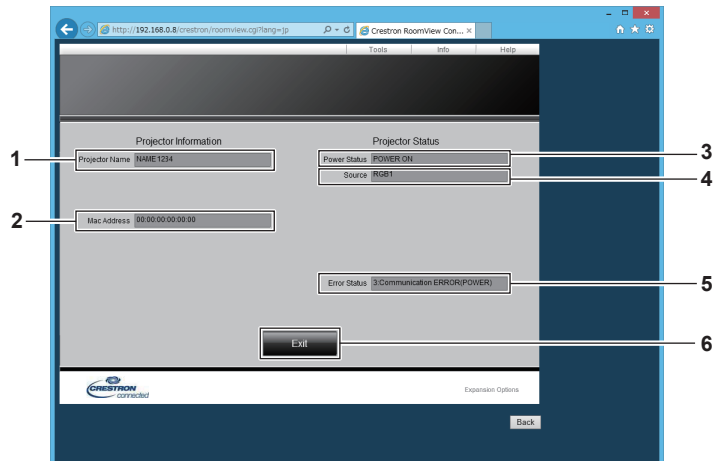 http://192.168.0.8/crestron/roomview.cgi?lang=jp
Crestron RoomView Con... ×
Tools Info Help
Projector Information Projector Status
1 Projector Name NAME1234
Power Status POWER ON 3
Source RGB1 4
2 Mac Address 00:00:00:00:00:00
Error Status 3:Communication ERROR(POWER) 5
Exit 6
CRESTRON connected
Expansion Options
Back